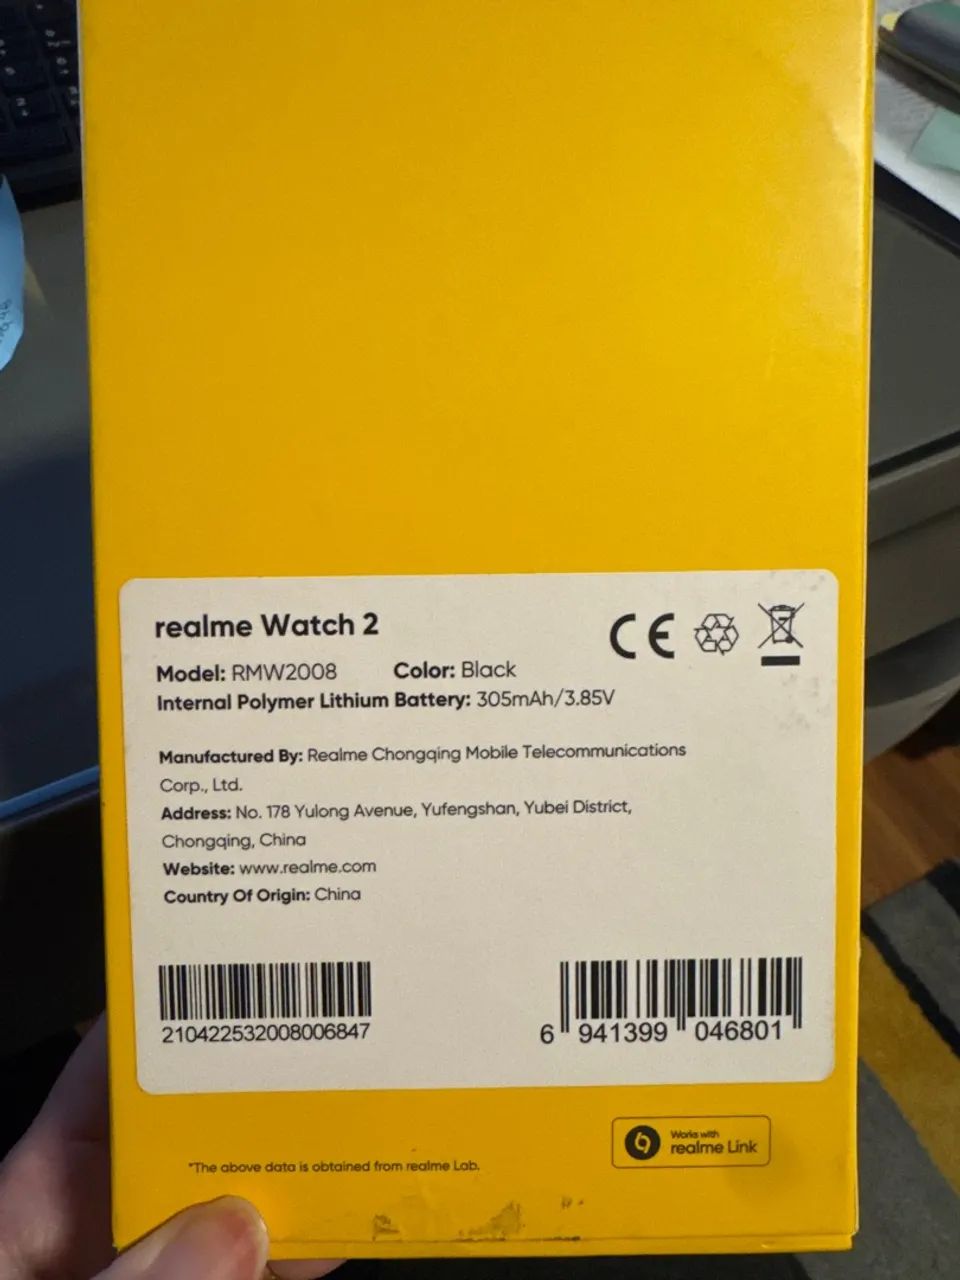 realme Watch 2
Model: RMW2008 Color: Black
Internal Polymer Lithium Battery: 305mAh/3.85V
CE
Manufactured By: Realme Chongqing Mobile Telecommunications
Corp., Ltd.
Address: No. 178 Yulong Avenue, Yufengshan, Yubei District,
Chongqing, China
Website: www.realme.com
Country Of Origin: China
210422532008006847
6 941399 046801
Works with
realme Link
*The above data is obtained from realme Lab.